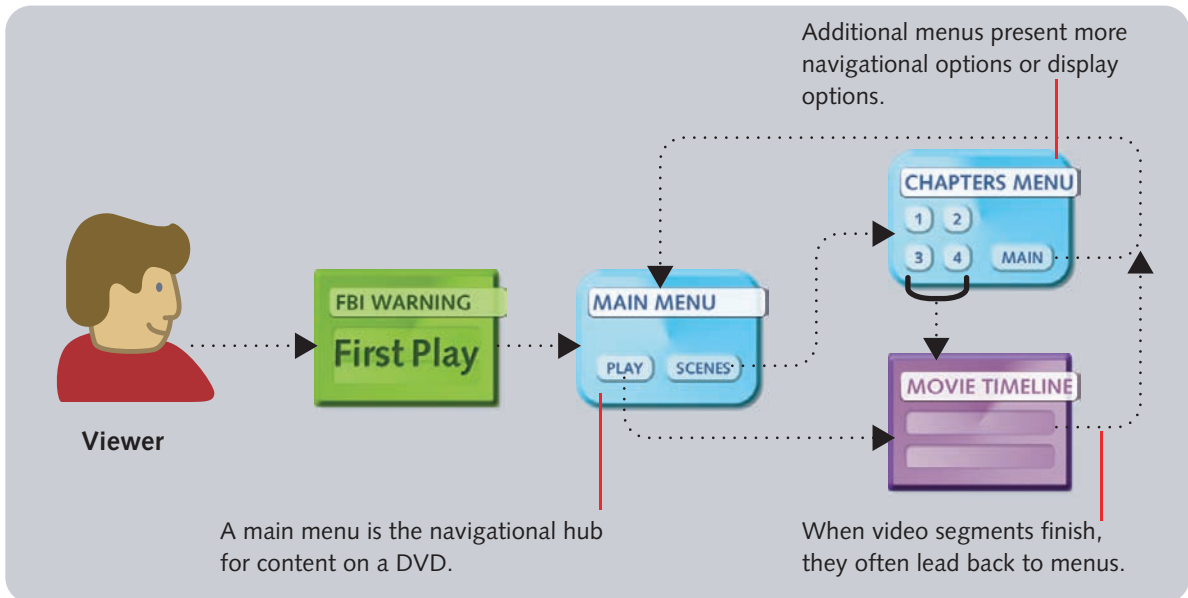 Additional menus present more
navigational options or display
options.
CHAPTERS MENU
1 2
3 4 MAIN
FBI WARNING
First Play
MAIN MENU
PLAY SCENES
MOVIE TIMELINE
Viewer
A main menu is the navigational hub
for content on a DVD.
When video segments finish,
they often lead back to menus.